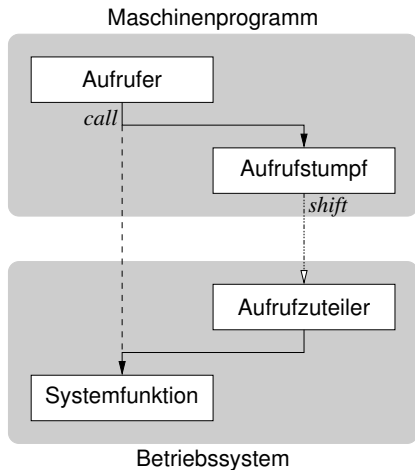 Maschinenprogramm
Aufrufer
call
Aufrufstumpf
shift
Aufrufzuteiler
Systemfunktion
Betriebssystem